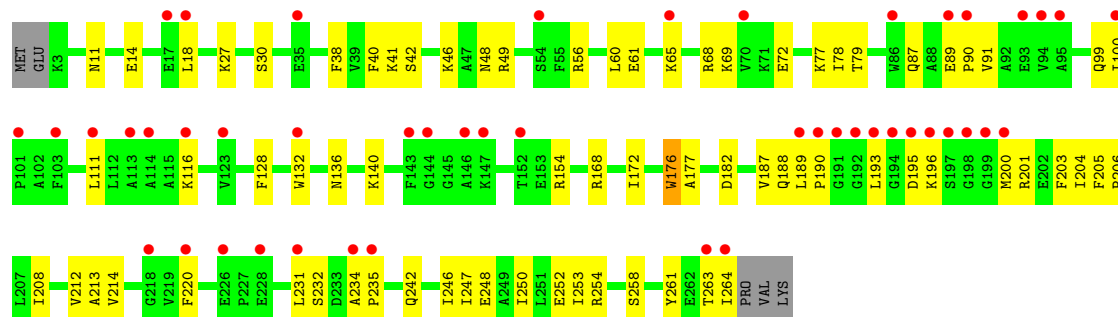 MET GLU K3 N11 E14 E17 L18 K27 S30 E35 F38 V39 F40 K41 S42 K46 A47 N48 R49 S54 F55 R56 L60 E61 K65 R68 K69 V70 K71 E72 K77 I78 T79 W86 Q87 A88 E89 P90 V91 A92 E93 V94 A95 Q99
P101 A102 F103 L111 L112 A113 A114 A115 K116 V123 F128 W132 N136 K140 F143 G144 G145 A146 K147 T152 E153 R154 R168 I172 W176 A177 D182 V187 Q188 L189 P190 G191 G192 L193 G194 D195 K196 S197 G198 G199 M200 R201 E202 F203 I204 F205
L207 I208 V212 A213 V214 G218 V219 F220 E226 P227 E228 L231 S232 D233 A234 P235 Q242 I246 I247 E248 A249 I250 L251 E252 I253 R254 S258 Y261 E262 T263 I264 PRO VAL LYS